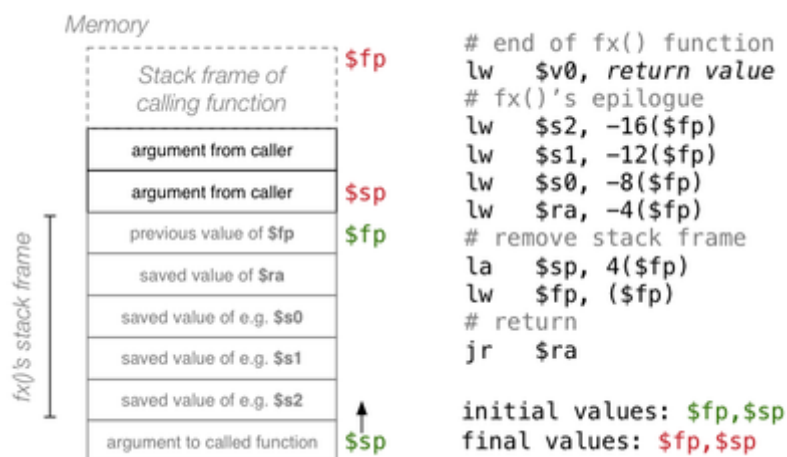 Memory
Stack frame of
calling function
$fp
argument from caller
argument from caller
$sp
previous value of $fp
$fp
saved value of $ra
saved value of e.g. $s0
saved value of e.g. $s1
saved value of e.g. $s2
argument to called function
$sp
fx()'s stack frame
# end of fx() function
lw $v0, return value
# fx()'s epilogue
lw $s2, -16($fp)
lw $s1, -12($fp)
lw $s0, -8($fp)
lw $ra, -4($fp)
# remove stack frame
la $sp, 4($fp)
lw $fp, ($fp)
# return
jr $ra
initial values: $fp,$sp
final values: $fp,$sp